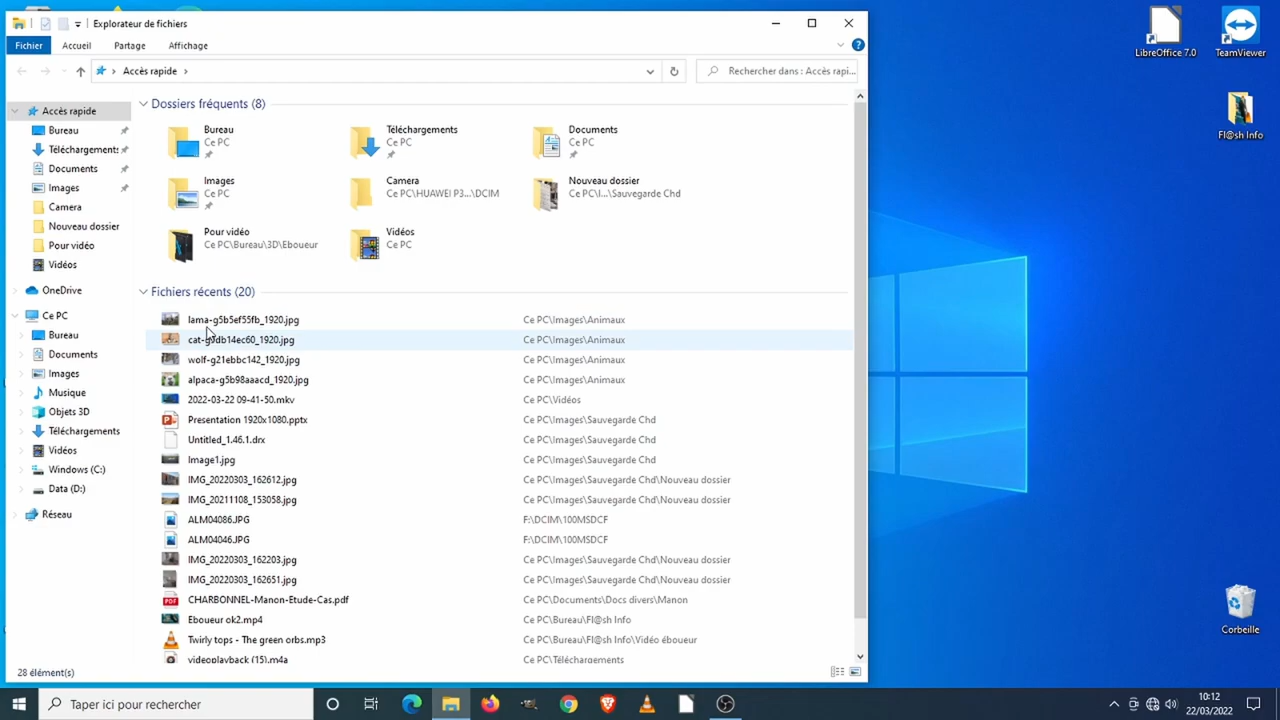 Explorateur de fichiers
Fichier Accueil Partage Affichage
Accès rapide
Rechercher dans : Accès rapi...
LibreOffice 7.0
TeamViewer
Fl@sh Info
Corbeille
Accès rapide
Bureau
Téléchargements
Documents
Images
Camera
Nouveau dossier
Pour vidéo
Vidéos
OneDrive
Ce PC
Bureau
Documents
Images
Musique
Objets 3D
Téléchargements
Vidéos
Windows (C:)
Data (D:)
Réseau
Dossiers fréquents (8)
Bureau
Ce PC
Téléchargements
Ce PC
Documents
Ce PC
Images
Ce PC
Camera
Ce PC\HUAWEI P3...\DCIM
Nouveau dossier
Ce PC\I...\Sauvegarde Chd
Pour vidéo
Ce PC\Bureau\3D\Eboueur
Vidéos
Ce PC
Fichiers récents (20)
lama-g5b5ef55fb_1920.jpg Ce PC\Images\Animaux
Ce PC\Images\Animaux
wolf-g21ebbc142_1920.jpg Ce PC\Images\Animaux
alpaca-g5b98aaacd_1920.jpg Ce PC\Images\Animaux
2022-03-22 09-41-50.mkv Ce PC\Vidéos
Presentation 1920x1080.pptx Ce PC\Images\Sauvegarde Chd
Untitled_1.46.1.drx Ce PC\Images\Sauvegarde Chd
Image1.jpg Ce PC\Images\Sauvegarde Chd
IMG_20220303_162612.jpg Ce PC\Images\Sauvegarde Chd\Nouveau dossier
IMG_20211108_153058.jpg Ce PC\Images\Sauvegarde Chd\Nouveau dossier
ALM04086.JPG F:\DCIM\100MSDCF
ALM04046.JPG F:\DCIM\100MSDCF
IMG_20220303_162203.jpg Ce PC\Images\Sauvegarde Chd\Nouveau dossier
IMG_20220303_162651.jpg Ce PC\Images\Sauvegarde Chd\Nouveau dossier
CHARBONNEL-Manon-Etude-Cas.pdf Ce PC\Documents\Docs divers\Manon
Eboueur ok2.mp4 Ce PC\Bureau\Fl@sh Info
Twirly tops - The green orbs.mp3 Ce PC\Bureau\Fl@sh Info\Vidéo éboueur
videoplayback (15).m4a Ce PC\Téléchargements
28 élément(s)
Taper ici pour rechercher
10:12
22/03/2022